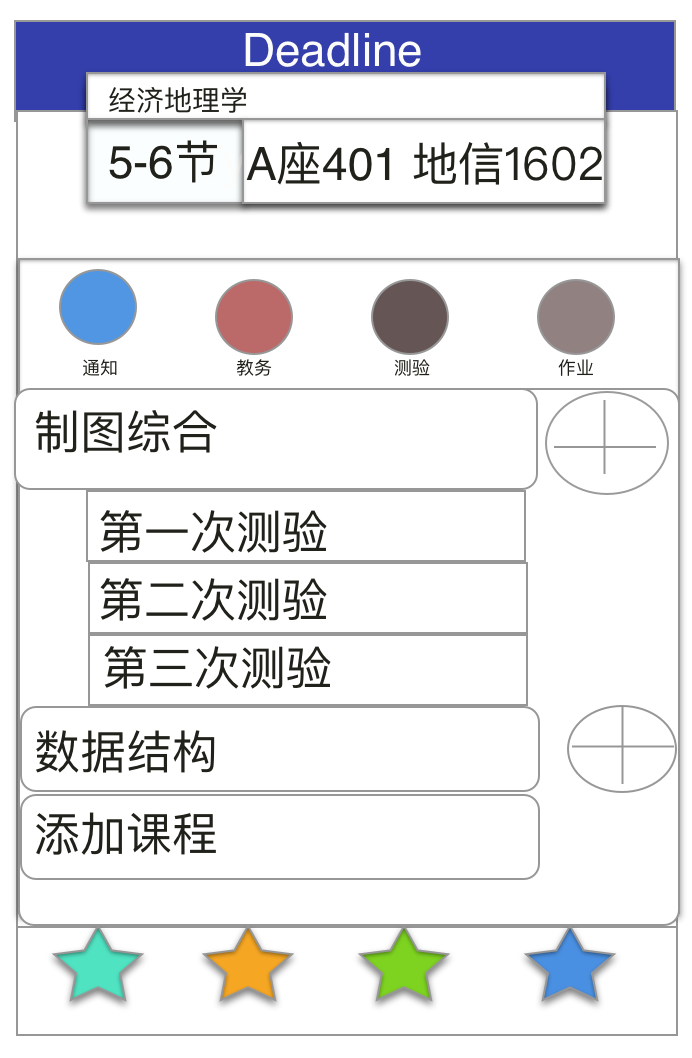 Deadline
经济地理学
5-6节 A座401 地信1602
通知 教务 测验 作业
制图综合
第一次测验
第二次测验
第三次测验
数据结构
添加课程